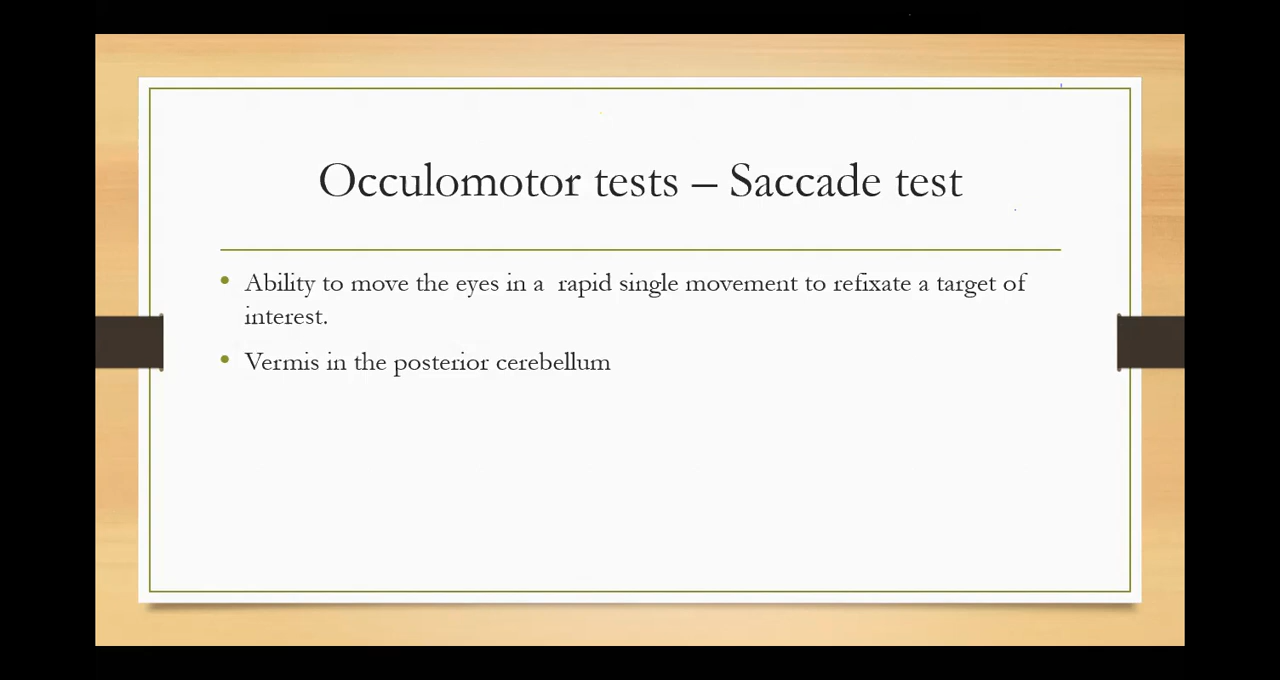 Occulomotor tests – Saccade test
• Ability to move the eyes in a  rapid single movement to refixate a target of
interest.
• Vermis in the posterior cerebellum